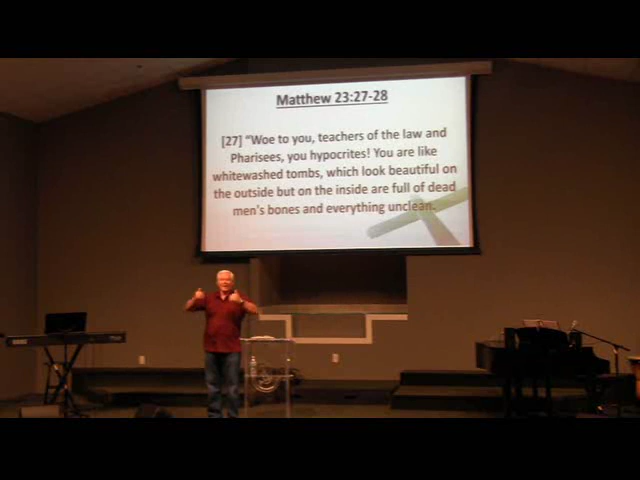 Matthew 23:27-28
[27] “Woe to you, teachers of the law and
Pharisees, you hypocrites! You are like
whitewashed tombs, which look beautiful on
the outside but on the inside are full of dead
men’s bones and everything unclean.